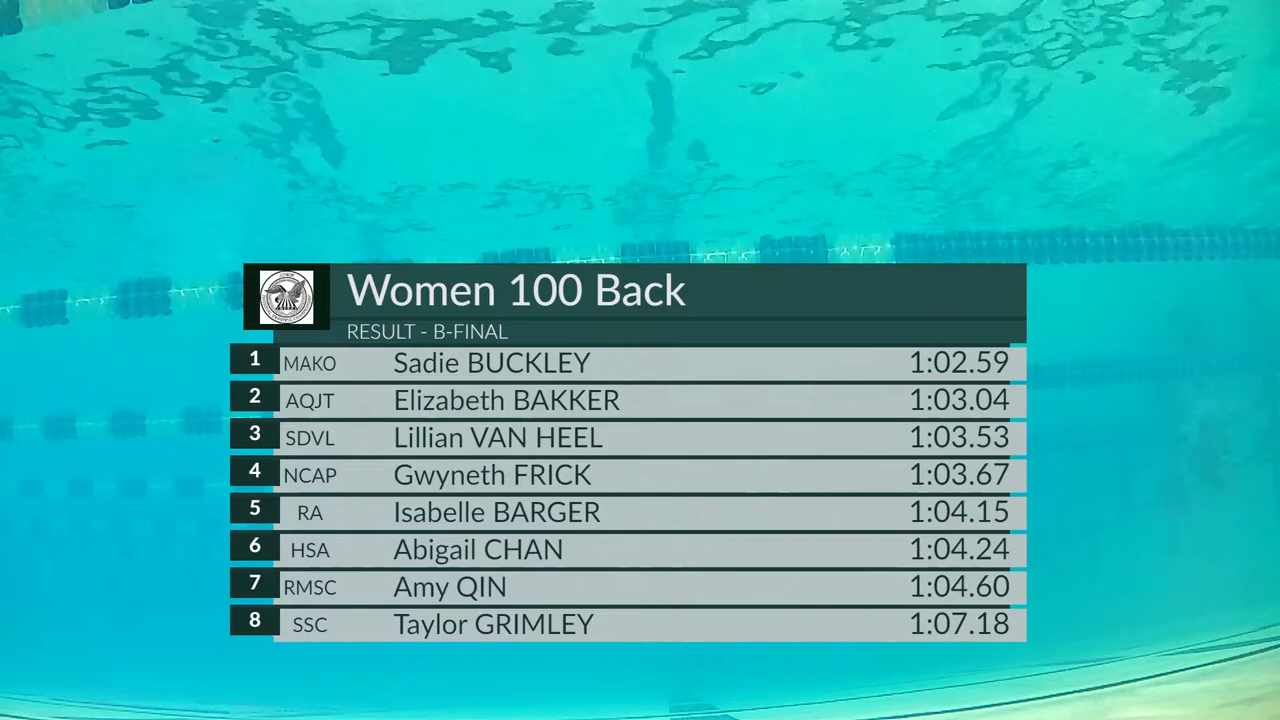 Women 100 Back
RESULT - B-FINAL
1 MAKO Sadie BUCKLEY 1:02.59
2 AQJT Elizabeth BAKKER 1:03.04
3 SDVL Lillian VAN HEEL 1:03.53
4 NCAP Gwyneth FRICK 1:03.67
5 RA Isabelle BARGER 1:04.15
6 HSA Abigail CHAN 1:04.24
7 RMSC Amy QIN 1:04.60
8 SSC Taylor GRIMLEY 1:07.18